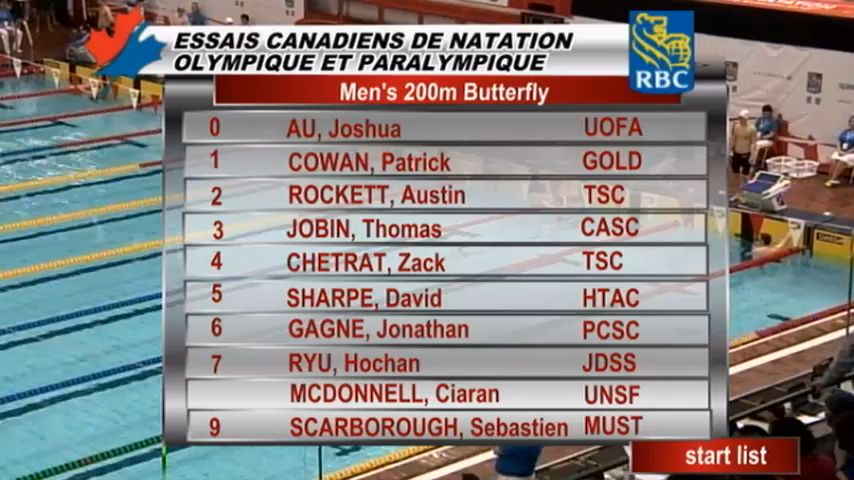 ESSAIS CANADIENS DE NATATION
OLYMPIQUE ET PARALYMPIQUE
RBC
Men's 200m Butterfly
0 AU, Joshua UOFA
1 COWAN, Patrick GOLD
2 ROCKETT, Austin TSC
3 JOBIN, Thomas CASC
4 CHETRAT, Zack TSC
5 SHARPE, David HTAC
6 GAGNE, Jonathan PCSC
7 RYU, Hochan JDSS
MCDONNELL, Ciaran UNSF
9 SCARBOROUGH, Sebastien MUST
start list